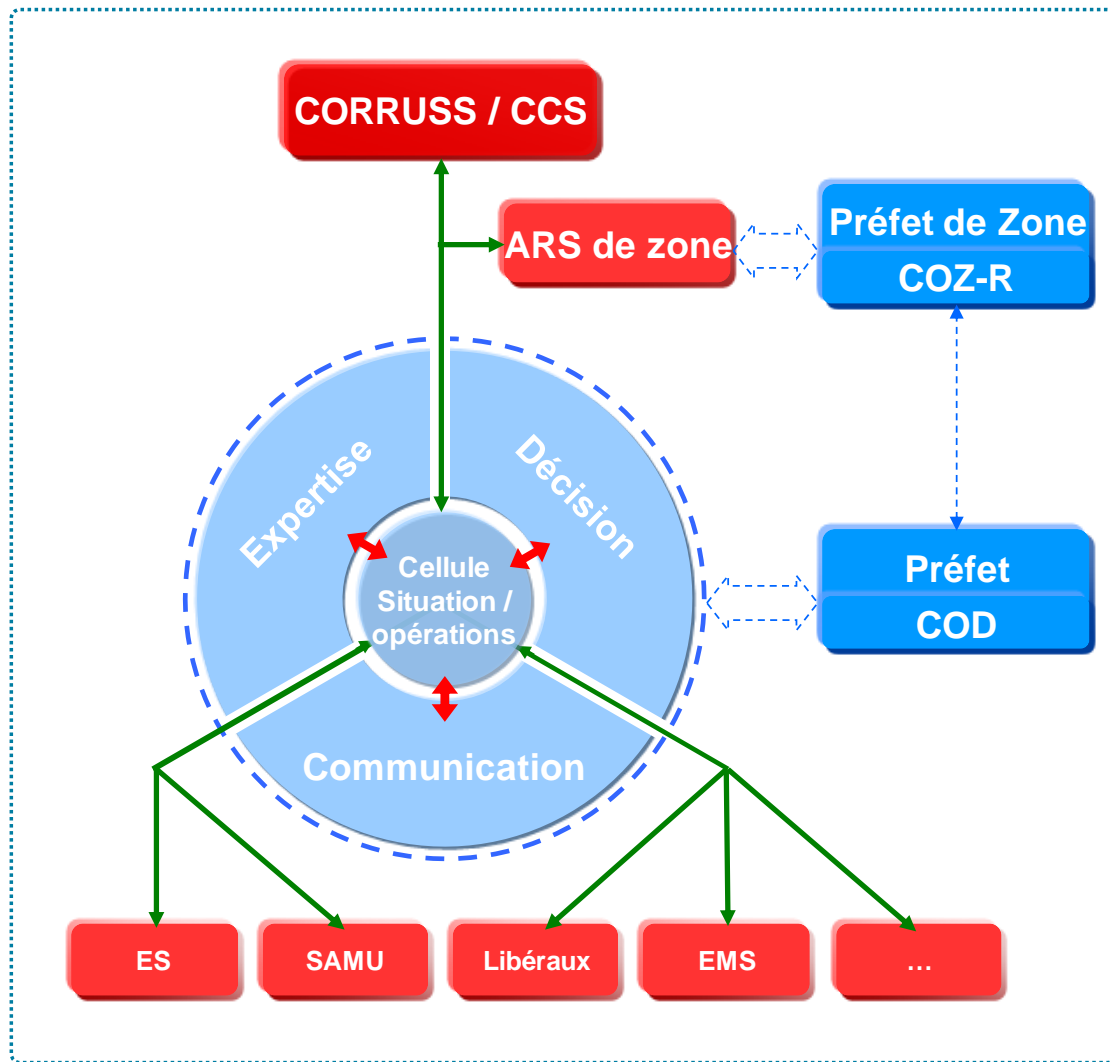 CORRUSS / CCS
ARS de zone
Préfet de Zone
COZ-R
Expertise
Décision
Cellule
Situation /
opérations
Préfet
COD
Communication
ES
SAMU
Libéraux
EMS
…